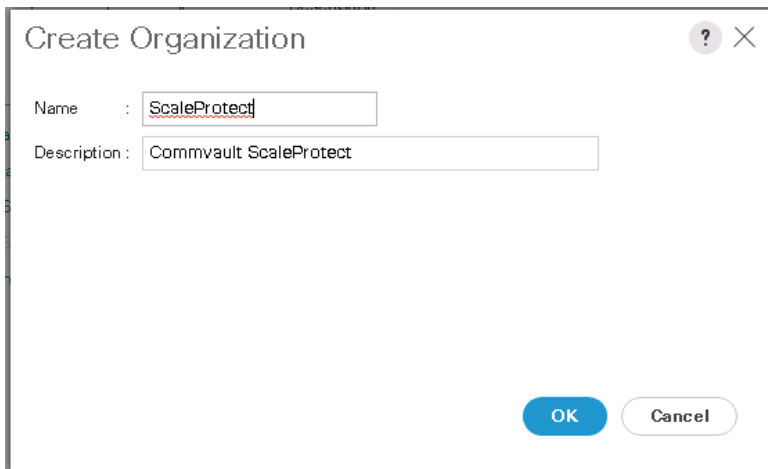 Create Organization ?
Name : ScaleProtect
Description : Commvault ScaleProtect
OK Cancel